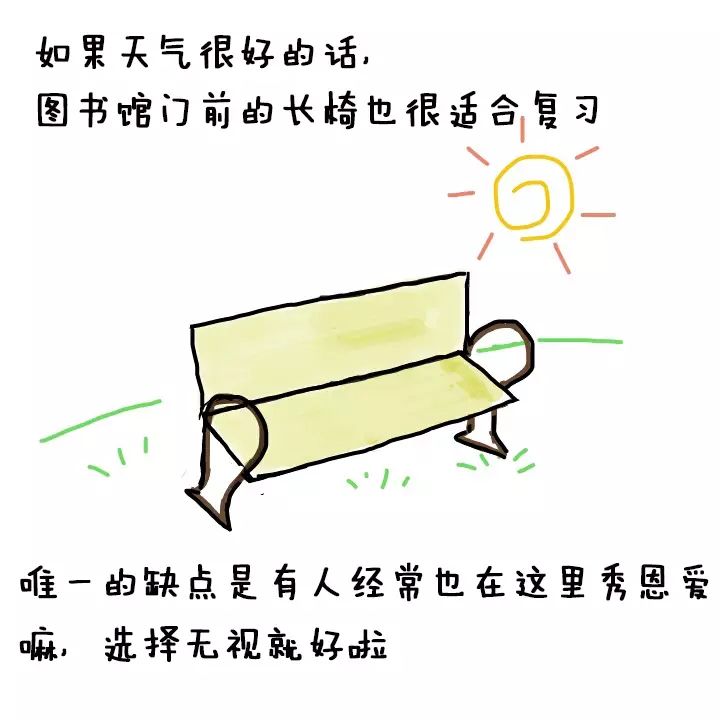 如果天气很好的话,
图书馆门前的长椅也很适合复习
唯一的缺点是有人经常也在这里秀恩爱
嘛, 选择无视就好啦